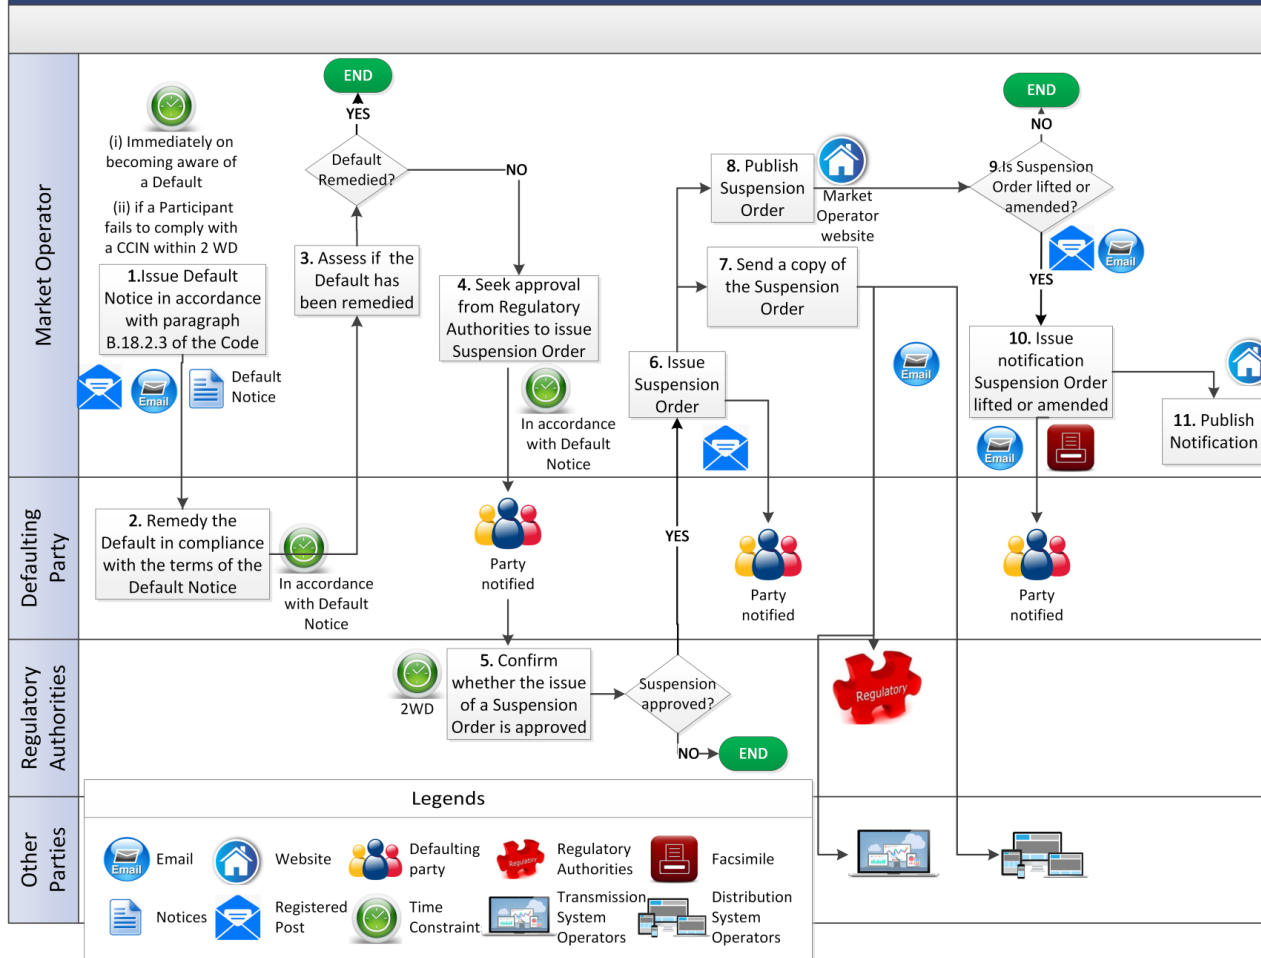 Market Operator
(i) Immediately on
becoming aware of
a Default
(ii) if a Participant
fails to comply with
a CCIN within 2 WD
1.Issue Default
Notice in accordance
with paragraph
B.18.2.3 of the Code
Email
Default
Notice
END
YES
Default
Remedied?
NO
3. Assess if the
Default has
been remedied
4. Seek approval
from Regulatory
Authorities to issue
Suspension Order
In accordance
with Default
Notice
6. Issue
Suspension
Order
8. Publish
Suspension
Order
Market
Operator
website
7. Send a copy of
the Suspension
Order
Email
END
NO
9.Is Suspension
Order lifted or
amended?
Email
YES
10. Issue
notification
Suspension Order
lifted or amended
Email
11. Publish
Notification
Defaulting
Party
2. Remedy the
Default in compliance
with the terms of the
Default Notice
In accordance
with Default
Notice
Party
notified
YES
Party
notified
Party
notified
Regulatory
Authorities
2WD
5. Confirm
whether the issue
of a Suspension
Order is approved
Suspension
approved?
NO
END
Regulatory
Other
Parties
Legends
Email
Email
Website
Defaulting
party
Regulatory
Regulatory
Authorities
Facsimile
Notices
Registered
Post
Time
Constraint
Transmission
System
Operators
Distribution
System
Operators